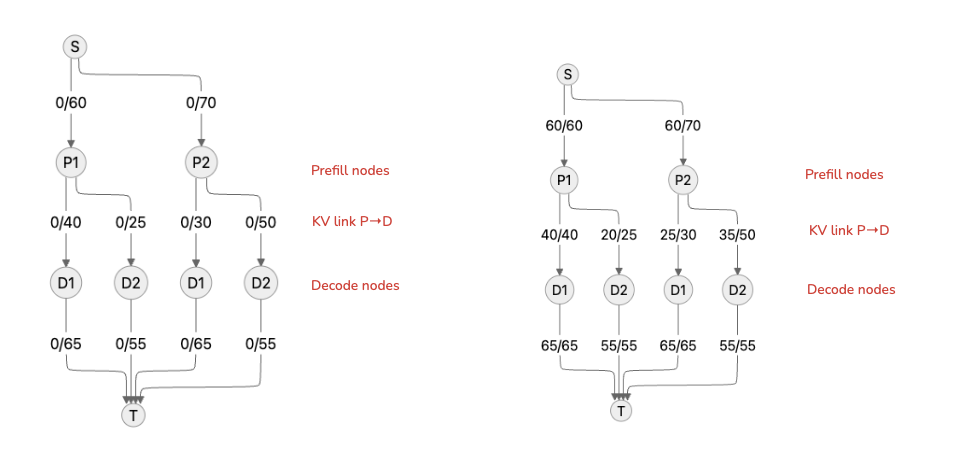 S
0/60
0/70
P1
P2
Prefill nodes
0/40
0/25
0/30
0/50
KV link P→D
D1
D2
D1
D2
Decode nodes
0/65
0/55
0/65
0/55
T
S
60/60
60/70
P1
P2
Prefill nodes
40/40
20/25
25/30
35/50
KV link P→D
D1
D2
D1
D2
Decode nodes
65/65
55/55
65/65
55/55
T